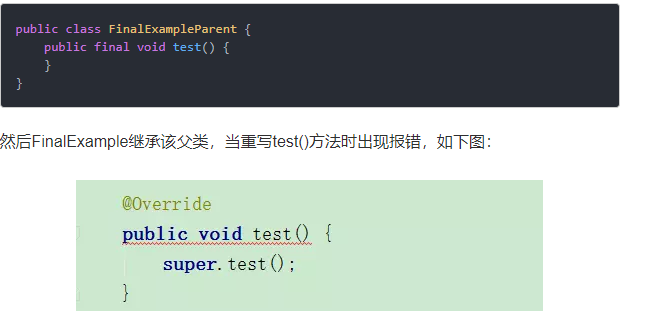 public class FinalExampleParent {
    public final void test() {
    }
}
然后FinalExample继承该父类，当重写test()方法时出现报错，如下图：
@Override
public void test() {
    super.test();
}